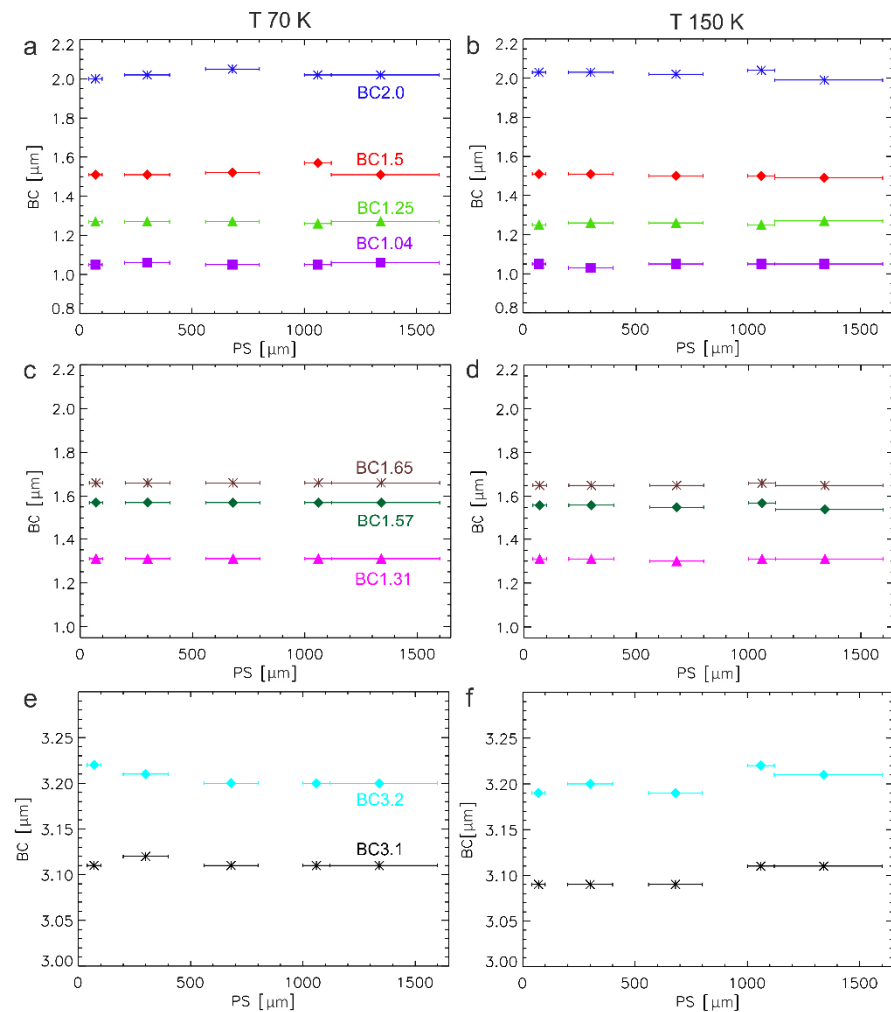 T 70 K
T 150 K
a
2.2
2.0
1.8
1.6
1.4
1.2
1.0
0.8
BC [μm]
BC2.0
BC1.5
BC1.25
BC1.04
0
500
1000
1500
PS [μm]
b
2.2
2.0
1.8
1.6
1.4
1.2
1.0
0.8
BC [μm]
0
500
1000
1500
PS [μm]
c
2.2
2.0
1.8
1.6
1.4
1.2
1.0
BC [μm]
BC1.65
BC1.57
BC1.31
0
500
1000
1500
PS [μm]
d
2.2
2.0
1.8
1.6
1.4
1.2
1.0
BC [μm]
0
500
1000
1500
PS [μm]
e
3.25
3.20
3.15
3.10
3.05
3.00
BC [μm]
BC3.2
BC3.1
0
500
1000
1500
PS [μm]
f
3.25
3.20
3.15
3.10
3.05
3.00
BC[μm]
0
500
1000
1500
PS [μm]